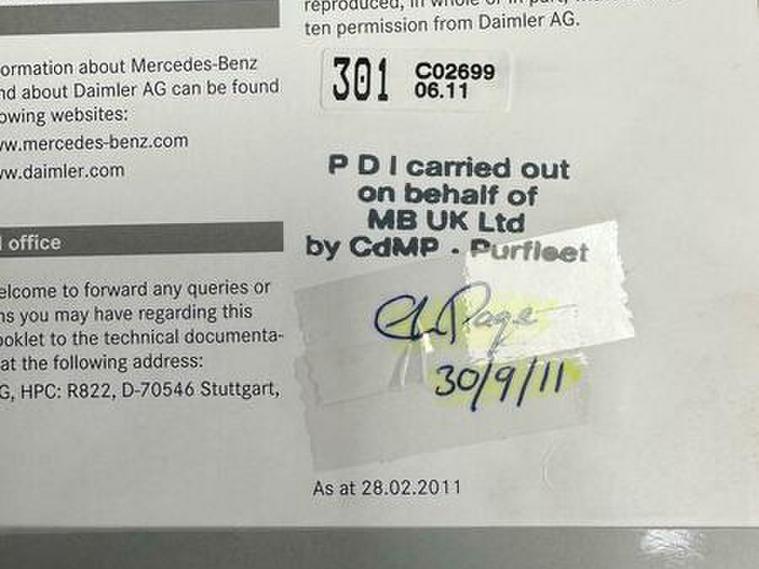 ormation about Mercedes-Benz
nd about Daimler AG can be found
owing websites:
w.mercedes-benz.com
w.daimler.com
office
elcome to forward any queries or
ns you may have regarding this
ooklet to the technical documenta-
at the following address:
G, HPC: R822, D-70546 Stuttgart,
reproduced, in whole or in part,
ten permission from Daimler AG.
301 C02699
06.11
P D I carried out
on behalf of
MB UK Ltd
by CdMP - Purfleet
Page
30/9/11
As at 28.02.2011